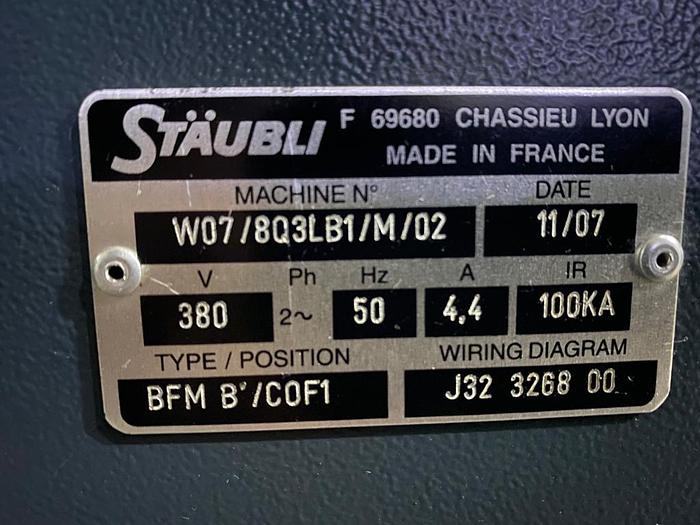 STÄUBLI F 69680 CHASSIEU LYON
MADE IN FRANCE
MACHINE N° DATE
W07/8Q3LB1/M/02 11/07
V Ph Hz A IR
380 2~ 50 4,4 100KA
TYPE / POSITION WIRING DIAGRAM
BFM B'/COF1 J32 3268 00